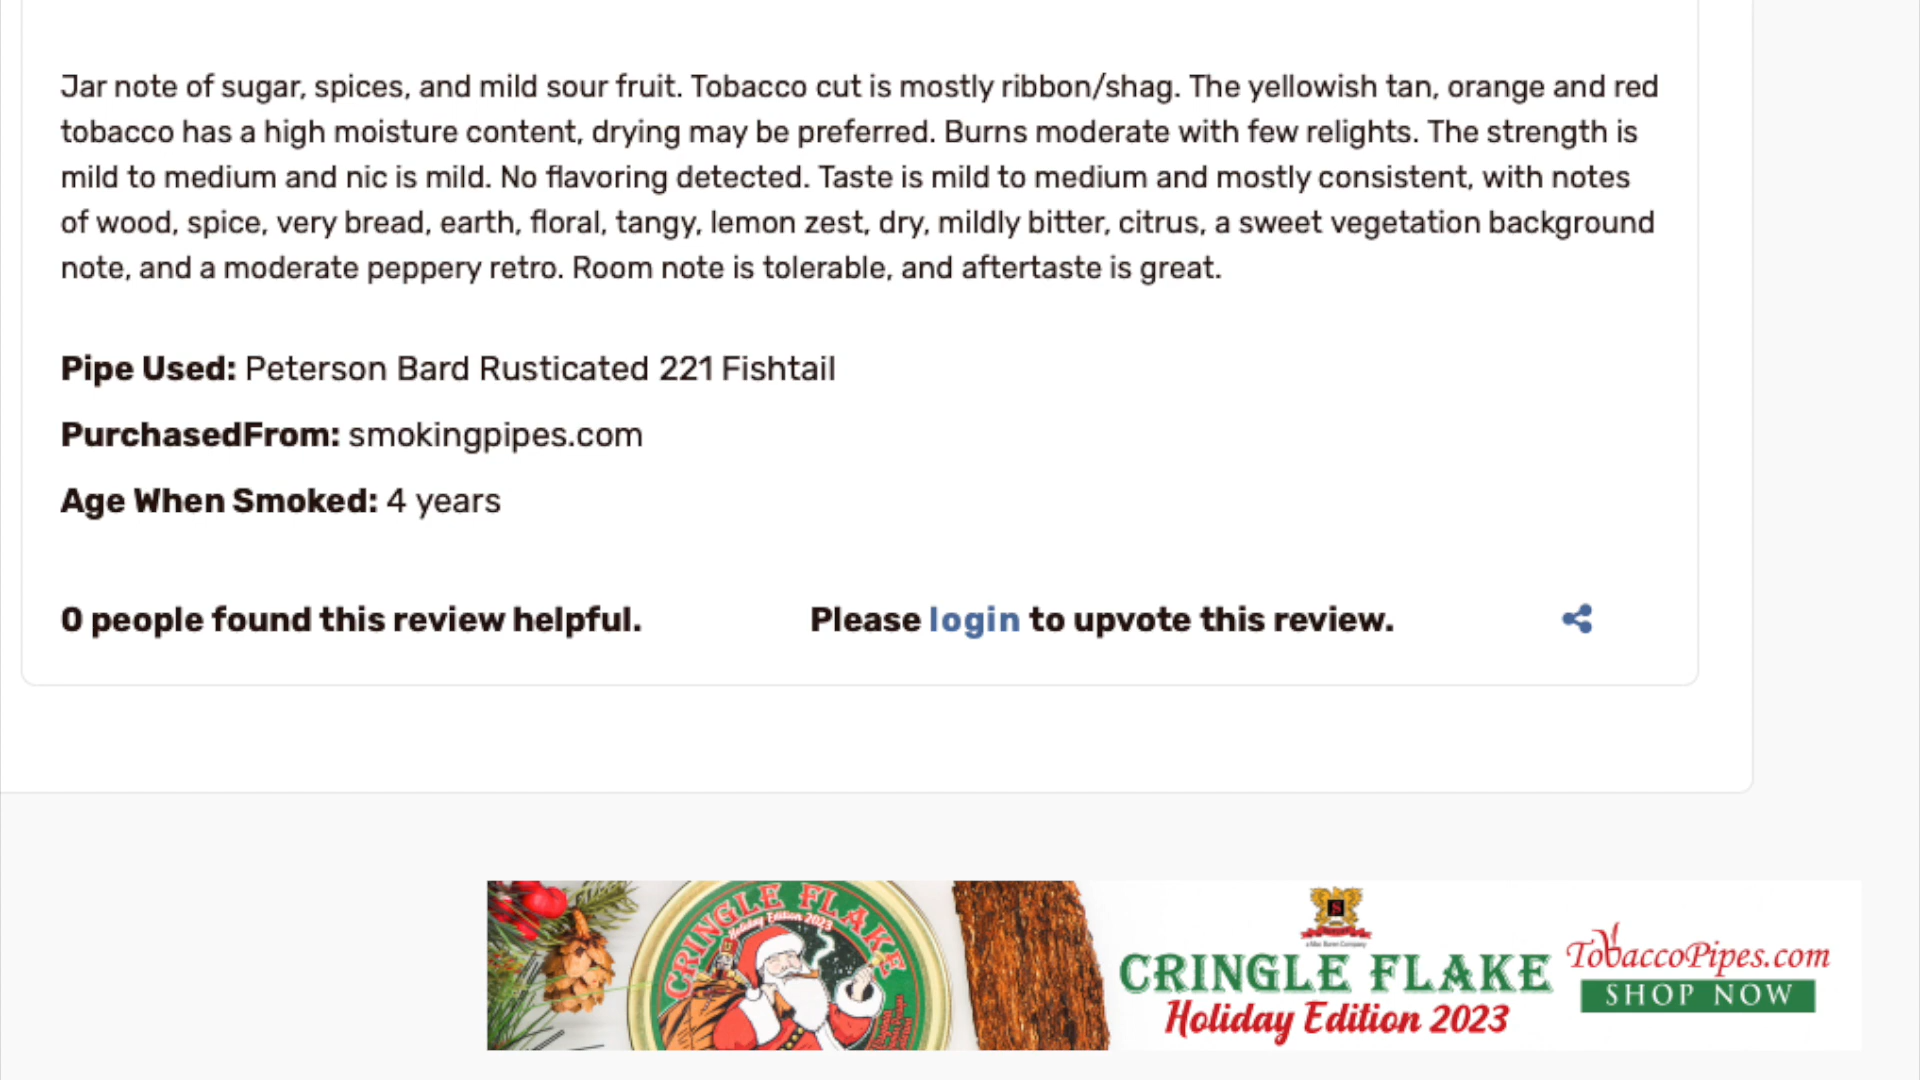 Jar note of sugar, spices, and mild sour fruit. Tobacco cut is mostly ribbon/shag. The yellowish tan, orange and red
tobacco has a high moisture content, drying may be preferred. Burns moderate with few relights. The strength is
mild to medium and nic is mild. No flavoring detected. Taste is mild to medium and mostly consistent, with notes
of wood, spice, very bread, earth, floral, tangy, lemon zest, dry, mildly bitter, citrus, a sweet vegetation background
note, and a moderate peppery retro. Room note is tolerable, and aftertaste is great.
Pipe Used: Peterson Bard Rusticated 221 Fishtail
PurchasedFrom: smokingpipes.com
Age When Smoked: 4 years
0 people found this review helpful.
Please login to upvote this review.
CRINGLE FLAKE
Holiday Edition 2023
S
CRINGLE FLAKE
Holiday Edition 2023
TobaccoPipes.com
SHOP NOW